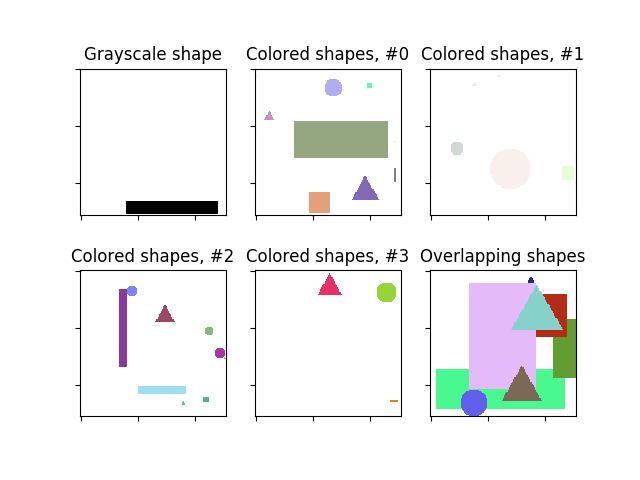 Grayscale shape
Colored shapes, #0
Colored shapes, #1
Colored shapes, #2
Colored shapes, #3
Overlapping shapes